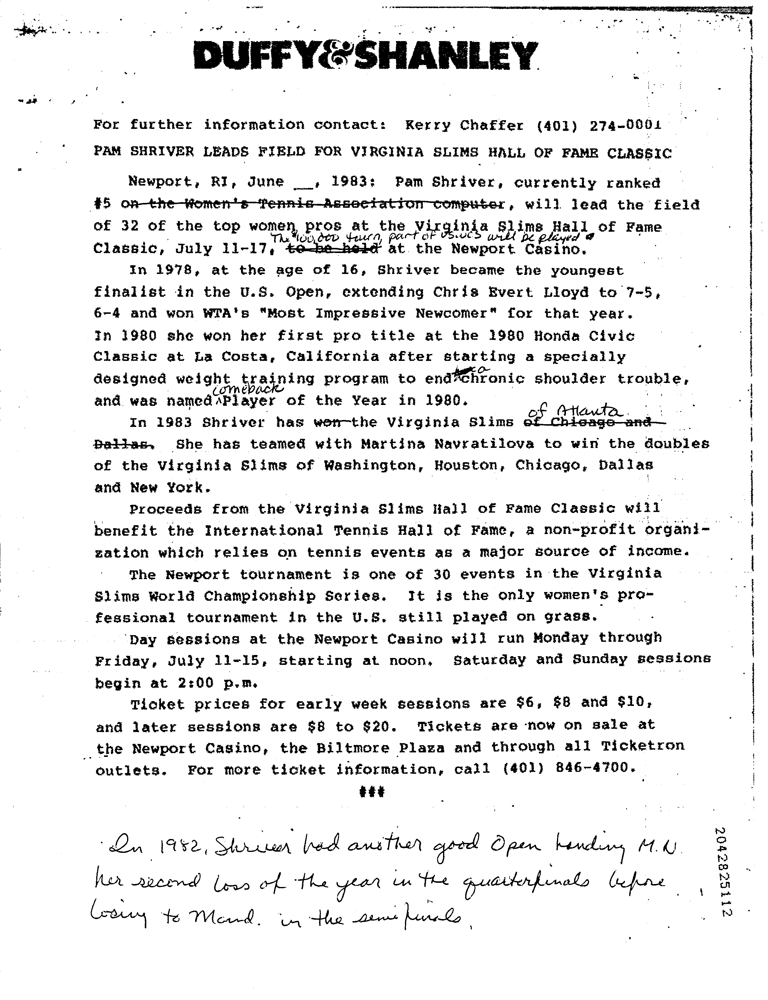 DUFFY&SHANLEY
For further information contact: Kerry Chaffer (401) 274-0001
PAM SHRIVER LEADS FIELD FOR VIRGINIA SLIMS HALL OF FAME CLASSIC
Newport, RI, June __, 1983: Pam Shriver, currently ranked
#5 on the Women's Tennis Association computer, will lead the field
of 32 of the top women pros at the Virginia Slims Hall of Fame
The $100,000 tourn, part of will be played
Classic, July 11-17, to be held at the Newport Casino.
In 1978, at the age of 16, Shriver became the youngest
finalist in the U.S. Open, extending Chris Evert Lloyd to 7-5,
6-4 and won WTA's "Most Impressive Newcomer" for that year.
In 1980 she won her first pro title at the 1980 Honda Civic
Classic at La Costa, California after starting a specially
a
designed weight training program to end chronic shoulder trouble,
comeback
and was named ^Player of the Year in 1980.
of Atlanta
In 1983 Shriver has won the Virginia Slims of Chicago and
Dallas. She has teamed with Martina Navratilova to win the doubles
of the Virginia Slims of Washington, Houston, Chicago, Dallas
and New York.
Proceeds from the Virginia Slims Hall of Fame Classic will
benefit the International Tennis Hall of Fame, a non-profit organi-
zation which relies on tennis events as a major source of income.
The Newport tournament is one of 30 events in the Virginia
Slims World Championship Series. It is the only women's pro-
fessional tournament in the U.S. still played on grass.
Day sessions at the Newport Casino will run Monday through
Friday, July 11-15, starting at noon. Saturday and Sunday sessions
begin at 2:00 p.m.
Ticket prices for early week sessions are $6, $8 and $10,
and later sessions are $8 to $20. Tickets are now on sale at
the Newport Casino, the Biltmore Plaza and through all Ticketron
outlets. For more ticket information, call (401) 846-4700.
###
In 1982, Shriver had another good Open handing M.N.
her second loss of the year in the quarterfinals before
losing to Mand. in the semifinals.
2042825112